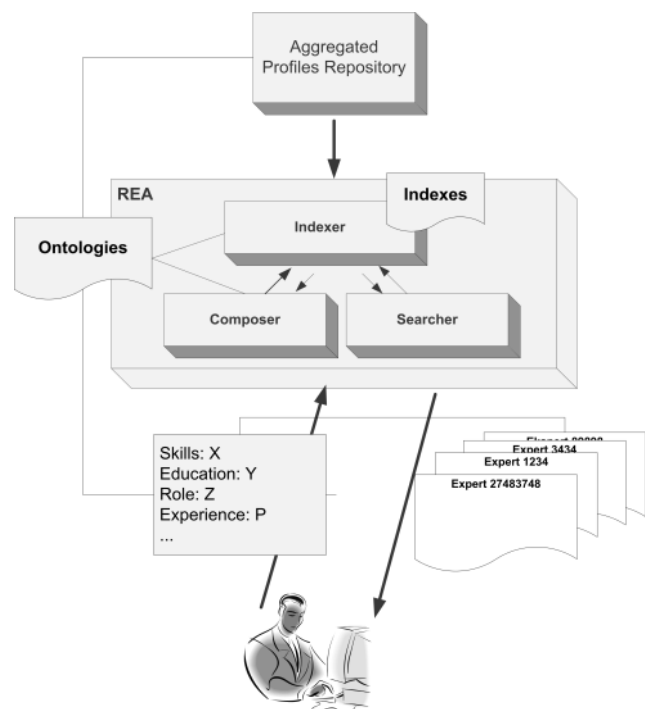 Aggregated
Profiles Repository
REA
Indexes
Indexer
Ontologies
Composer
Searcher
Skills: X
Education: Y
Role: Z
Experience: P
...
Expert 3434
Expert 1234
Expert 27483748